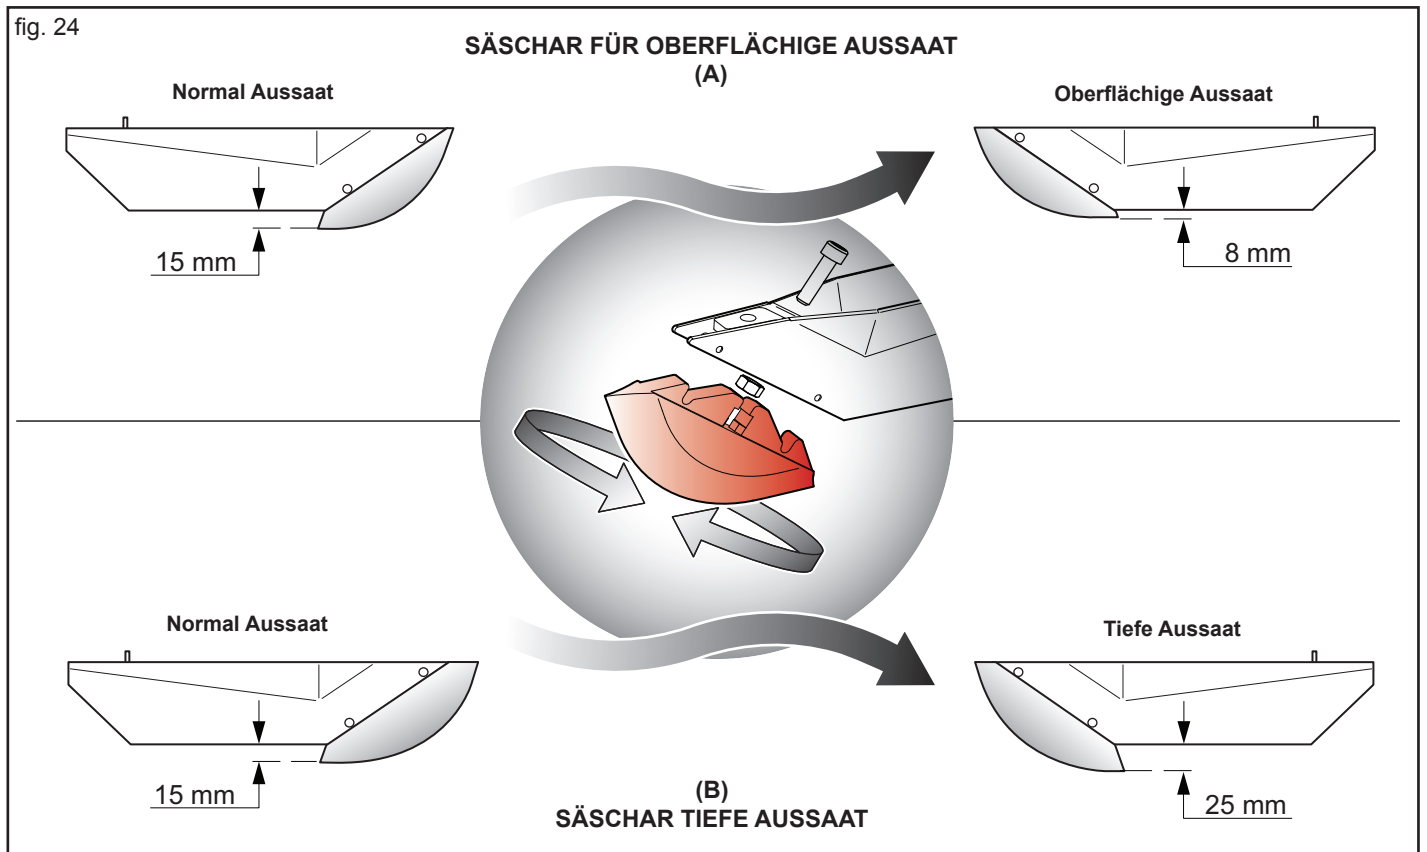 fig. 24
SÄSCHAR FÜR OBERFLÄCHIGE AUSSAAT
(A)
Normal Aussaat
Oberflächige Aussaat
15 mm
8 mm
Normal Aussaat
Tiefe Aussaat
15 mm
25 mm
(B)
SÄSCHAR TIEFE AUSSAAT